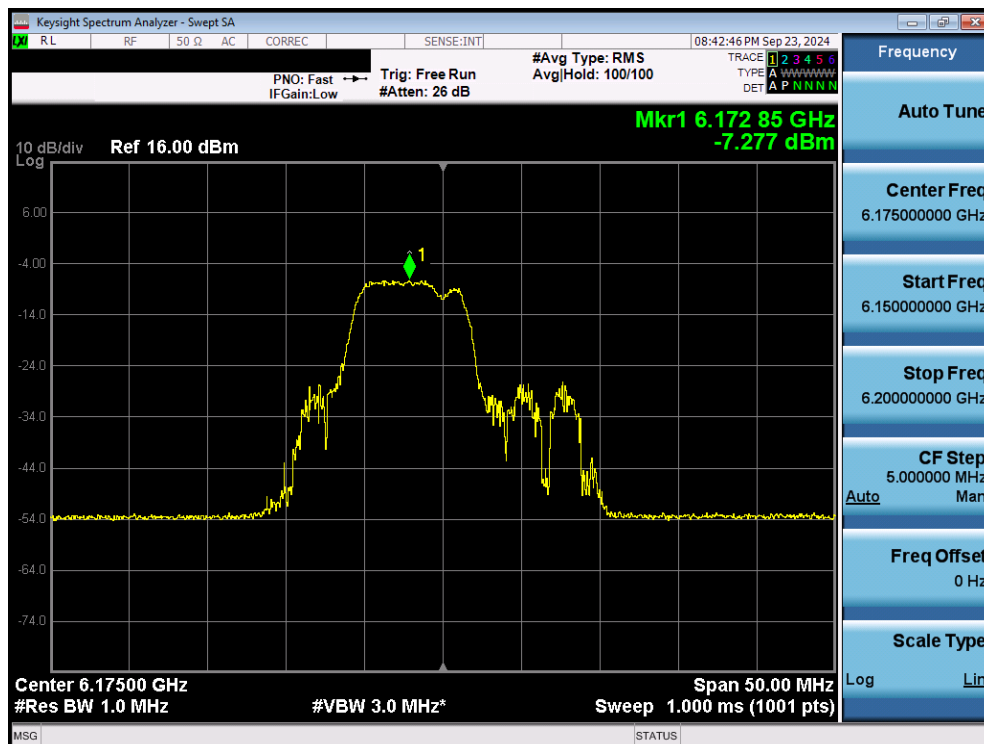 Keysight Spectrum Analyzer - Swept SA
LXI RL RF 50 Ω AC CORREC SENSE:INT 08:42:46 PM Sep 23, 2024
PNO: Fast
IFGain:Low
Trig: Free Run
#Atten: 26 dB
#Avg Type: RMS
Avg|Hold: 100/100
TRACE 1 2 3 4 5 6
TYPE A WWWWW
DET A P N N N N
Mkr1 6.172 85 GHz
-7.277 dBm
10 dB/div Ref 16.00 dBm
Log
1
6.00
-4.00
-14.0
-24.0
-34.0
-44.0
-54.0
-64.0
-74.0
Center 6.17500 GHz Span 50.00 MHz
#Res BW 1.0 MHz #VBW 3.0 MHz* Sweep 1.000 ms (1001 pts)
MSG STATUS
Frequency
Auto Tune
Center Freq
6.175000000 GHz
Start Freq
6.150000000 GHz
Stop Freq
6.200000000 GHz
CF Step
5.000000 MHz
Auto Man
Freq Offset
0 Hz
Scale Type
Log Lin